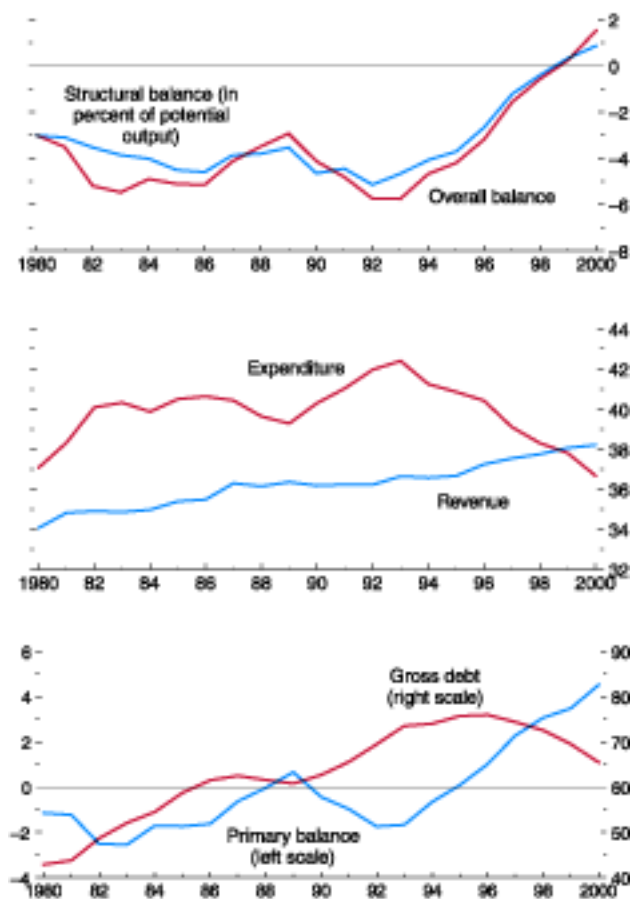 2
0
-2
-4
-6
-8
Structural balance (in
percent of potential
output)
Overall balance
1980 82 84 86 88 90 92 94 96 98 2000
44
42
40
38
36
34
32
Expenditure
Revenue
1980 82 84 86 88 90 92 94 96 98 2000
6
4
2
0
-2
-4
90
80
70
60
50
40
Gross debt
(right scale)
Primary balance
(left scale)
1980 82 84 86 88 90 92 94 96 98 2000